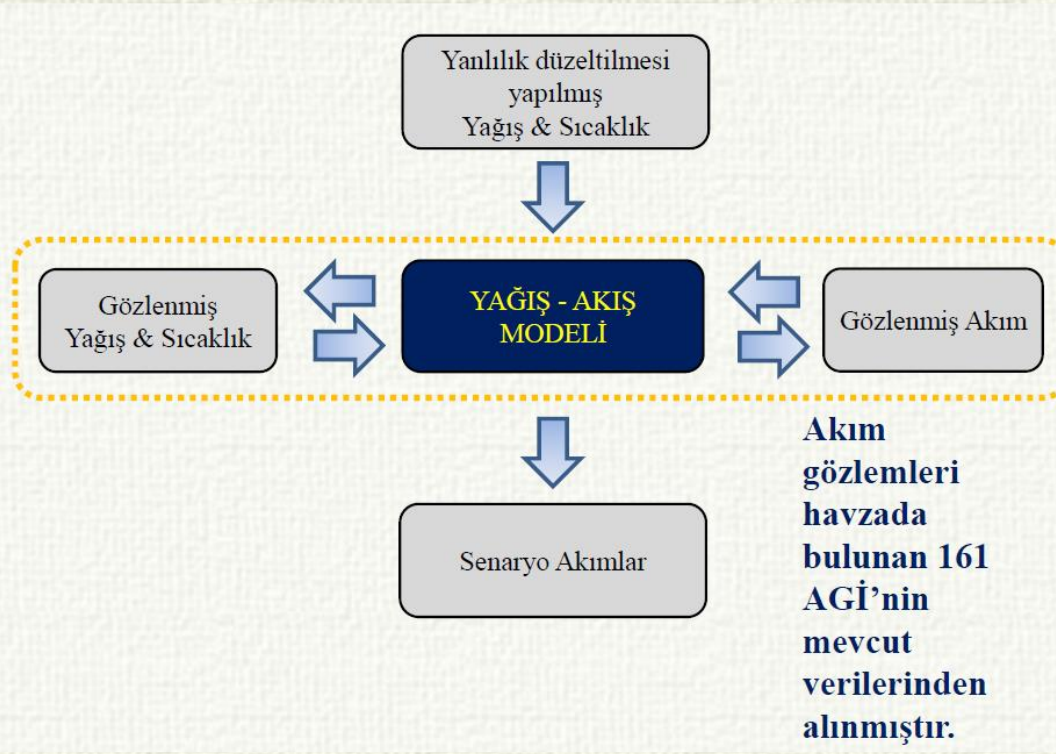 Yanlılık düzeltilmesi
yapılmış
Yağış & Sıcaklık
Gözlenmiş
Yağış & Sıcaklık
YAĞIŞ - AKIŞ
MODELİ
Gözlenmiş Akım
Senaryo Akımlar
Akım
gözlemleri
havzada
bulunan 161
AGİ’nin
mevcut
verilerinden
alınmıştır.